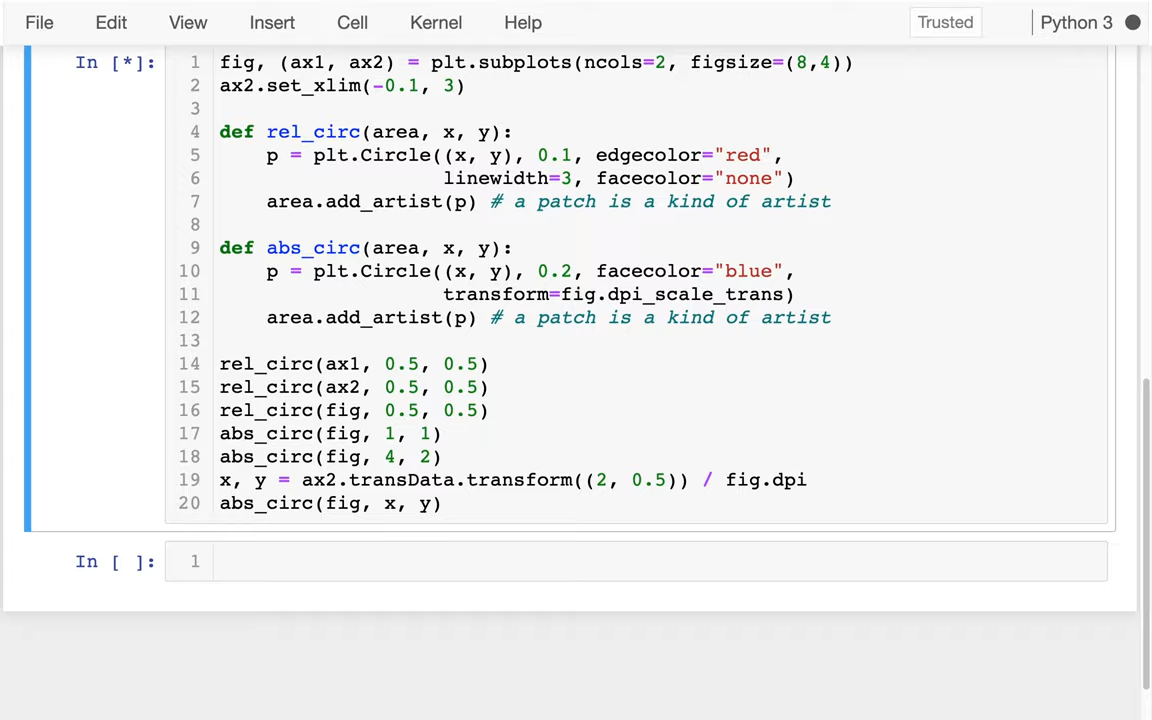 File Edit View Insert Cell Kernel Help Trusted Python 3
In [*]:
1 fig, (ax1, ax2) = plt.subplots(ncols=2, figsize=(8,4))
2 ax2.set_xlim(-0.1, 3)
3
4 def rel_circ(area, x, y):
5     p = plt.Circle((x, y), 0.1, edgecolor="red",
6                    linewidth=3, facecolor="none")
7     area.add_artist(p) # a patch is a kind of artist
8
9 def abs_circ(area, x, y):
10     p = plt.Circle((x, y), 0.2, facecolor="blue",
11                    transform=fig.dpi_scale_trans)
12     area.add_artist(p) # a patch is a kind of artist
13
14 rel_circ(ax1, 0.5, 0.5)
15 rel_circ(ax2, 0.5, 0.5)
16 rel_circ(fig, 0.5, 0.5)
17 abs_circ(fig, 1, 1)
18 abs_circ(fig, 4, 2)
19 x, y = ax2.transData.transform((2, 0.5)) / fig.dpi
20 abs_circ(fig, x, y)
In [ ]: 1